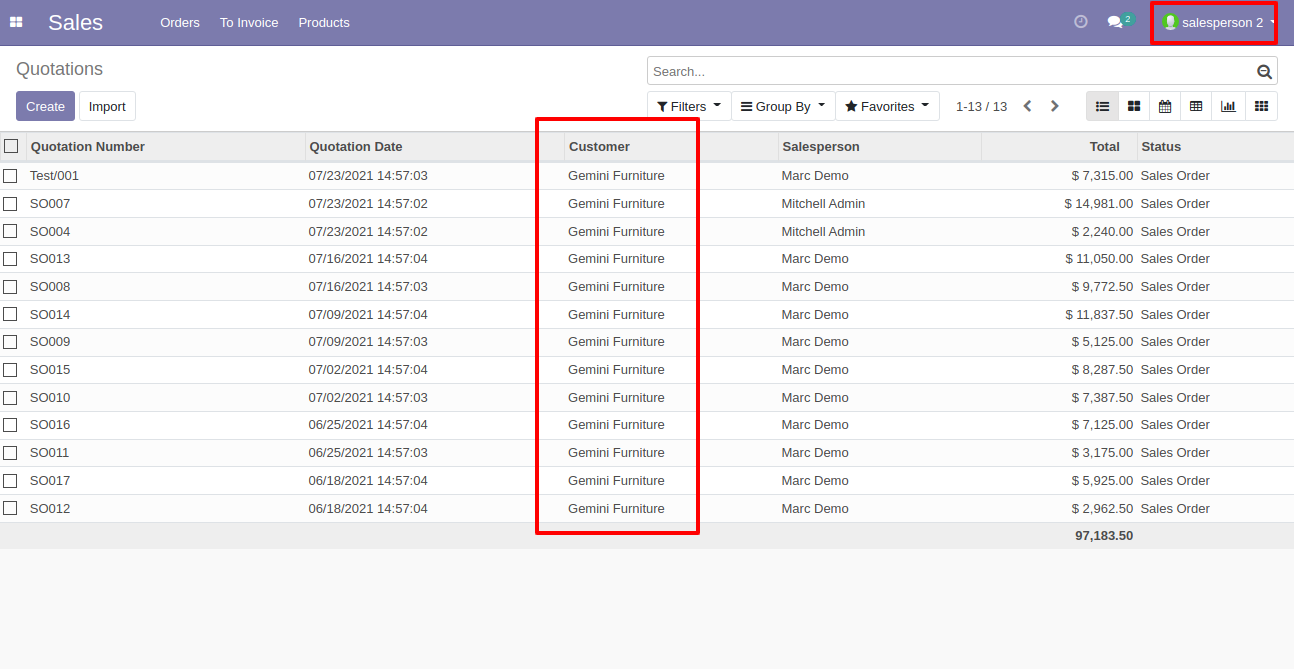 Sales Orders To Invoice Products 2 salesperson 2
Quotations Search...
Create Import Filters Group By Favorites 1-13 / 13
Quotation Number Quotation Date Customer Salesperson Total Status
Test/001 07/23/2021 14:57:03 Gemini Furniture Marc Demo $ 7,315.00 Sales Order
SO007 07/23/2021 14:57:02 Gemini Furniture Mitchell Admin $ 14,981.00 Sales Order
SO004 07/23/2021 14:57:02 Gemini Furniture Mitchell Admin $ 2,240.00 Sales Order
SO013 07/16/2021 14:57:04 Gemini Furniture Marc Demo $ 11,050.00 Sales Order
SO008 07/16/2021 14:57:03 Gemini Furniture Marc Demo $ 9,772.50 Sales Order
SO014 07/09/2021 14:57:04 Gemini Furniture Marc Demo $ 11,837.50 Sales Order
SO009 07/09/2021 14:57:03 Gemini Furniture Marc Demo $ 5,125.00 Sales Order
SO015 07/02/2021 14:57:04 Gemini Furniture Marc Demo $ 8,287.50 Sales Order
SO010 07/02/2021 14:57:03 Gemini Furniture Marc Demo $ 7,387.50 Sales Order
SO016 06/25/2021 14:57:04 Gemini Furniture Marc Demo $ 7,125.00 Sales Order
SO011 06/25/2021 14:57:03 Gemini Furniture Marc Demo $ 3,175.00 Sales Order
SO017 06/18/2021 14:57:04 Gemini Furniture Marc Demo $ 5,925.00 Sales Order
SO012 06/18/2021 14:57:04 Gemini Furniture Marc Demo $ 2,962.50 Sales Order
97,183.50